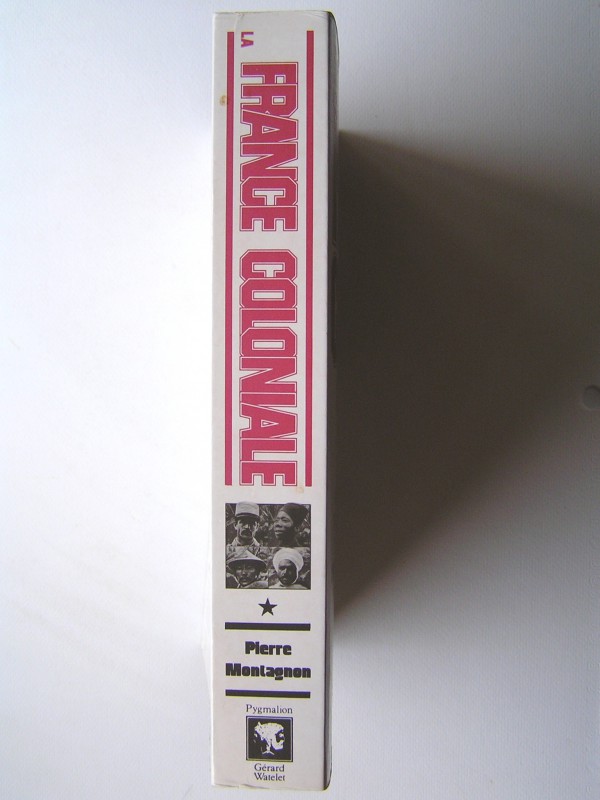 LA
FRANCE COLONIALE
Pierre
Montagnon
Pygmalion
Gérard
Watelet